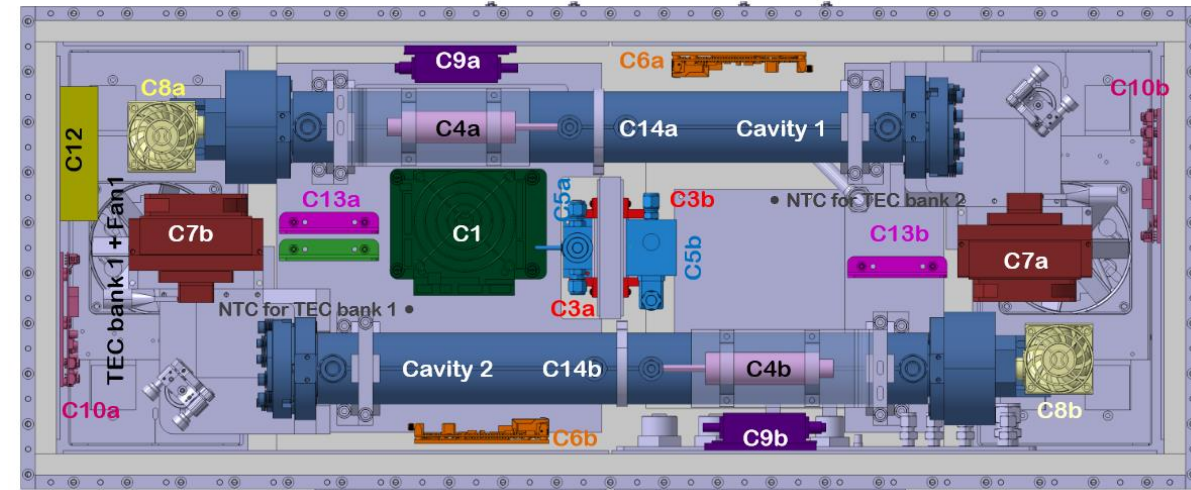 C9a
C6a
C8a
C10b
C12
C4a
C14a
Cavity 1
C13a
C5a
C3b
NTC for TEC bank 2
TEC bank 1 + Fan1
C7b
C1
C5b
C13b
C7a
NTC for TEC bank 1
C3a
Cavity 2
C14b
C4b
C10a
C8b
C6b
C9b